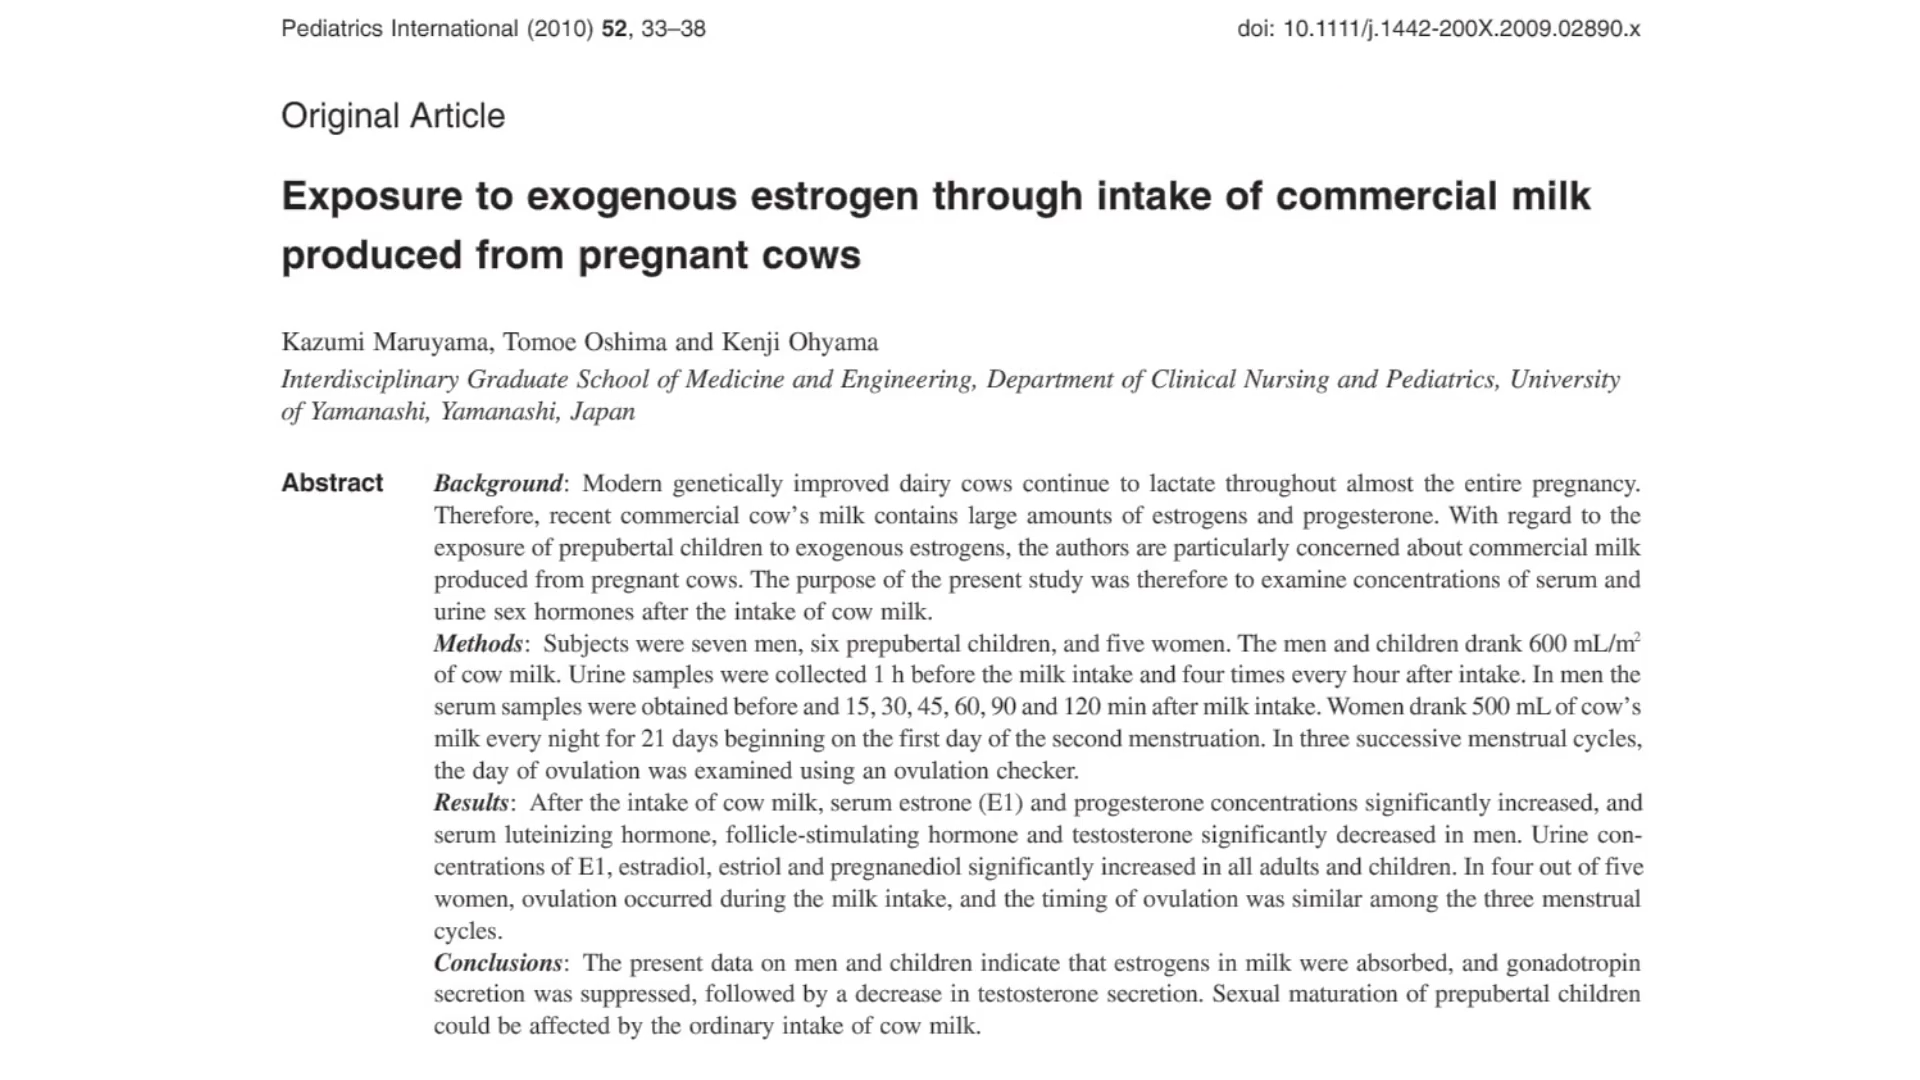 Pediatrics International (2010) 52, 33–38
doi: 10.1111/j.1442-200X.2009.02890.x
Original Article
Exposure to exogenous estrogen through intake of commercial milk
produced from pregnant cows
Kazumi Maruyama, Tomoe Oshima and Kenji Ohyama
Interdisciplinary Graduate School of Medicine and Engineering, Department of Clinical Nursing and Pediatrics, University
of Yamanashi, Yamanashi, Japan
Abstract
Background: Modern genetically improved dairy cows continue to lactate throughout almost the entire pregnancy.
Therefore, recent commercial cow's milk contains large amounts of estrogens and progesterone. With regard to the
exposure of prepubertal children to exogenous estrogens, the authors are particularly concerned about commercial milk
produced from pregnant cows. The purpose of the present study was therefore to examine concentrations of serum and
urine sex hormones after the intake of cow milk.
Methods: Subjects were seven men, six prepubertal children, and five women. The men and children drank 600 mL/m²
of cow milk. Urine samples were collected 1 h before the milk intake and four times every hour after intake. In men the
serum samples were obtained before and 15, 30, 45, 60, 90 and 120 min after milk intake. Women drank 500 mL of cow's
milk every night for 21 days beginning on the first day of the second menstruation. In three successive menstrual cycles,
the day of ovulation was examined using an ovulation checker.
Results: After the intake of cow milk, serum estrone (E1) and progesterone concentrations significantly increased, and
serum luteinizing hormone, follicle-stimulating hormone and testosterone significantly decreased in men. Urine con-
centrations of E1, estradiol, estriol and pregnanediol significantly increased in all adults and children. In four out of five
women, ovulation occurred during the milk intake, and the timing of ovulation was similar among the three menstrual
cycles.
Conclusions: The present data on men and children indicate that estrogens in milk were absorbed, and gonadotropin
secretion was suppressed, followed by a decrease in testosterone secretion. Sexual maturation of prepubertal children
could be affected by the ordinary intake of cow milk.